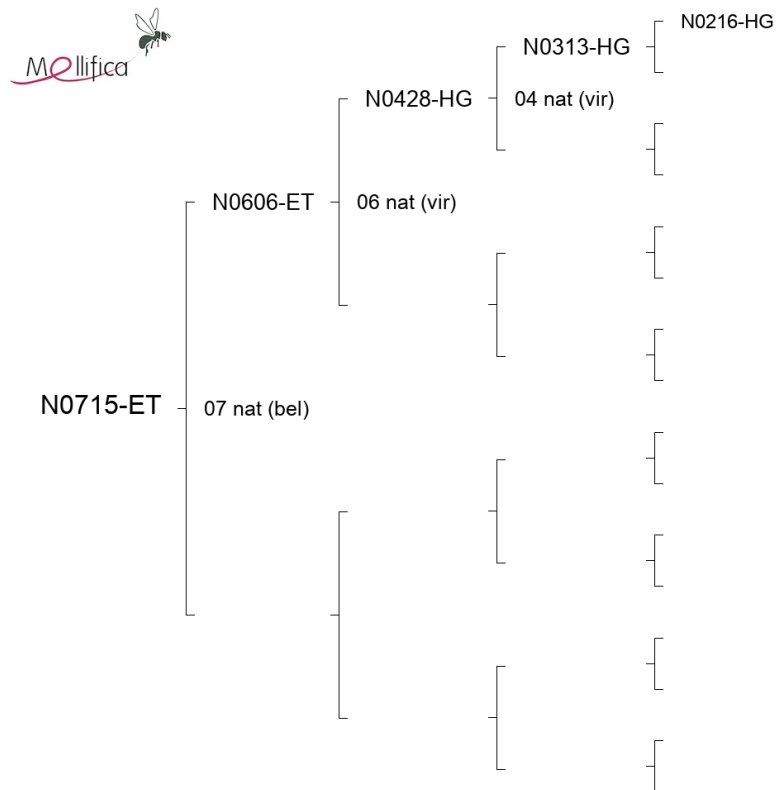 Mellifica
N0216-HG
N0313-HG
N0428-HG
04 nat (vir)
N0606-ET
06 nat (vir)
N0715-ET
07 nat (bel)